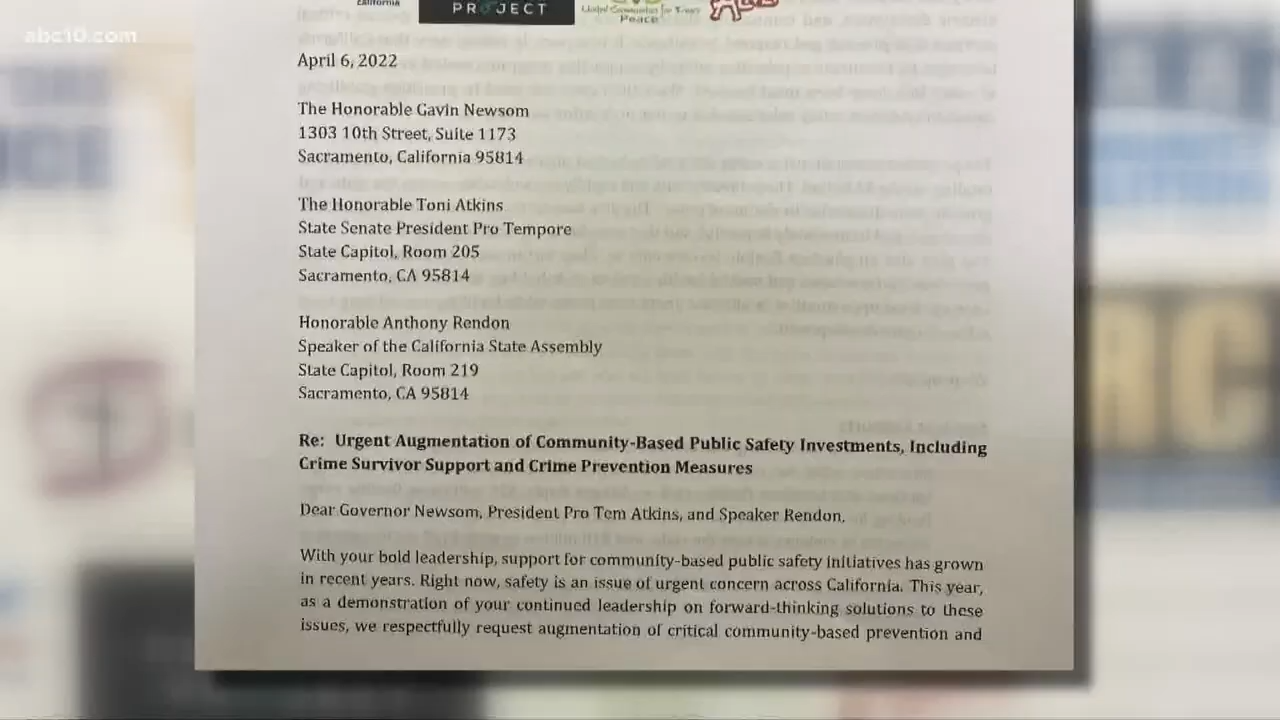 abc10.com
California
PROJECT
United Communities for
Peace
April 6, 2022
The Honorable Gavin Newsom
1303 10th Street, Suite 1173
Sacramento, California 95814
The Honorable Toni Atkins
State Senate President Pro Tempore
State Capitol, Room 205
Sacramento, CA 95814
Honorable Anthony Rendon
Speaker of the California State Assembly
State Capitol, Room 219
Sacramento, CA 95814
Re: Urgent Augmentation of Community-Based Public Safety Investments, Including
Crime Survivor Support and Crime Prevention Measures
Dear Governor Newsom, President Pro Tem Atkins, and Speaker Rendon,
With your bold leadership, support for community-based public safety initiatives has grown
in recent years. Right now, safety is an issue of urgent concern across California. This year,
as a demonstration of your continued leadership on forward-thinking solutions to these
issues, we respectfully request augmentation of critical community-based prevention and
RC